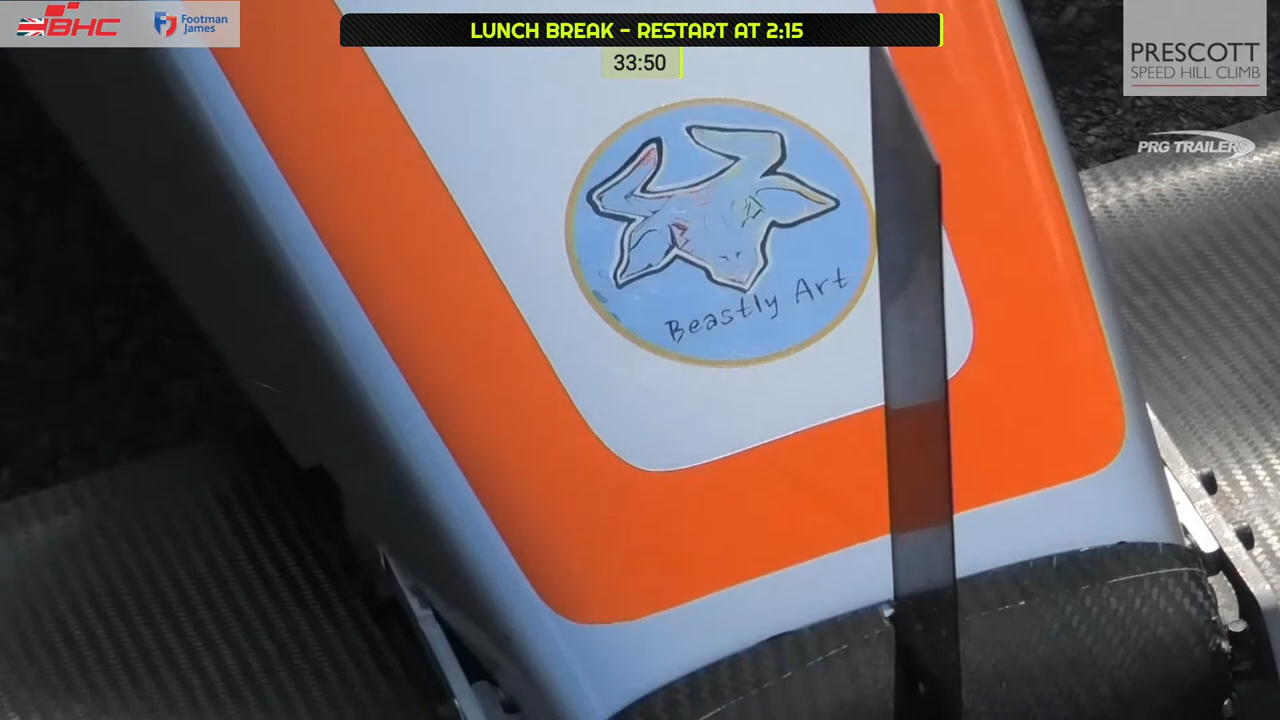 BHC
Footman
James
LUNCH BREAK - RESTART AT 2:15
33:50
PRESCOTT
SPEED HILL CLIMB
PRG TRAILERS
Beastly Art